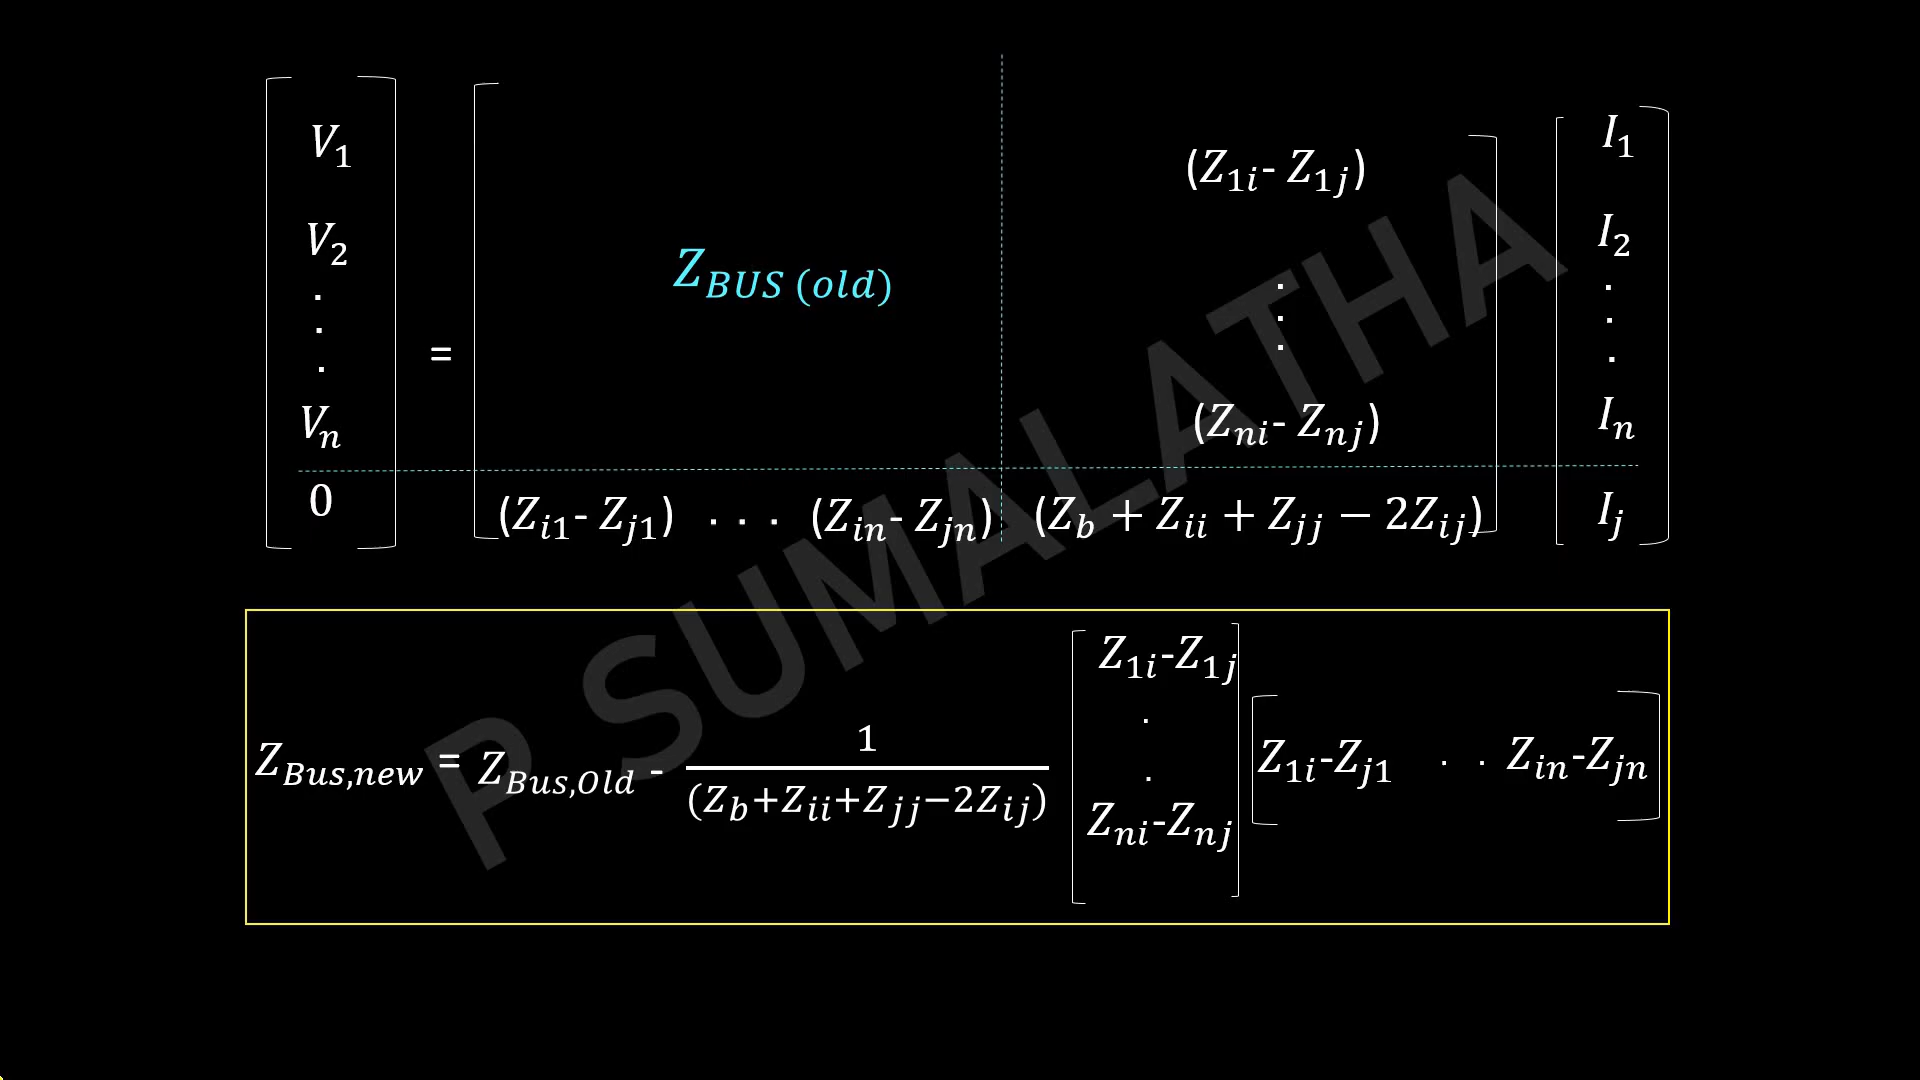 V₁ (Z₁ᵢ- Z₁ⱼ) I₁
V₂ Z_BUS (old) . I₂
. . .
. = . .
. .
Vₙ (Zₙᵢ- Zₙⱼ) Iₙ
0 (Zᵢ₁- Zⱼ₁) . . . (Zᵢₙ- Zⱼₙ) (Z_b + Zᵢᵢ + Zⱼⱼ − 2Zᵢⱼ) Iⱼ
P SUMALATHA
Z_Bus,new = Z_Bus,Old - 1/(Z_b+Zᵢᵢ+Zⱼⱼ−2Zᵢⱼ) [Z₁ᵢ-Z₁ⱼ . . Zₙᵢ-Zₙⱼ] [Z₁ᵢ-Zⱼ₁ . . Zᵢₙ-Zⱼₙ]